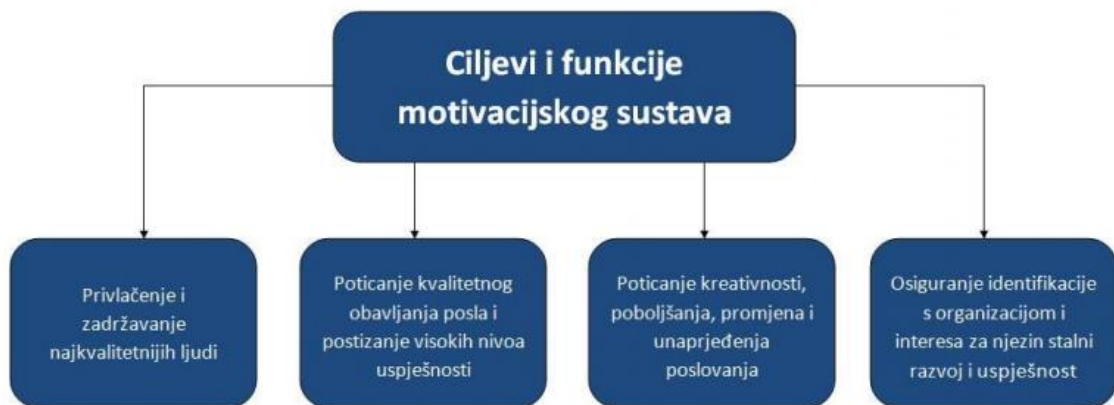 Ciljevi i funkcije
motivacijskog sustava
Privlačenje i
zadržavanje
najkvalitetnijih ljudi
Poticanje kvalitetnog
obavljanja posla i
postizanje visokih nivoa
uspješnosti
Poticanje kreativnosti,
poboljšanja, promjena i
unaprjeđenja
poslovanja
Osiguranje identifikacije
s organizacijom i
interesa za njezin stalni
razvoj i uspješnost